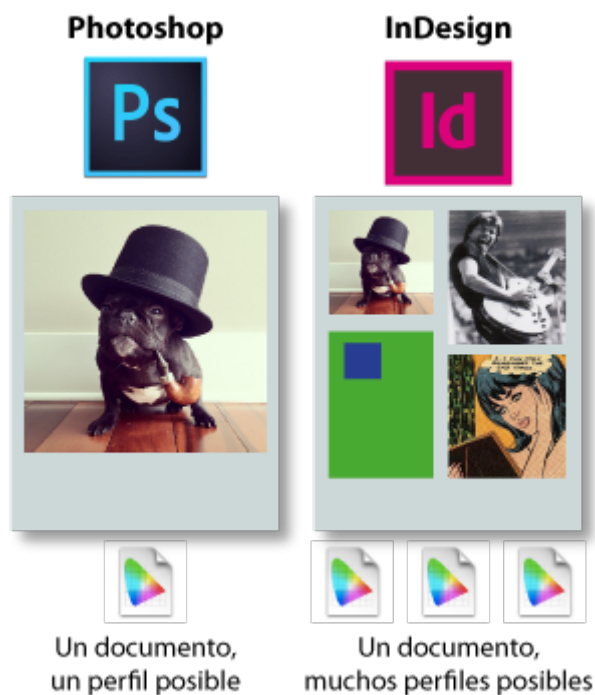 Photoshop
InDesign
Ps
Id
Un documento,
un perfil posible
Un documento,
muchos perfiles posibles